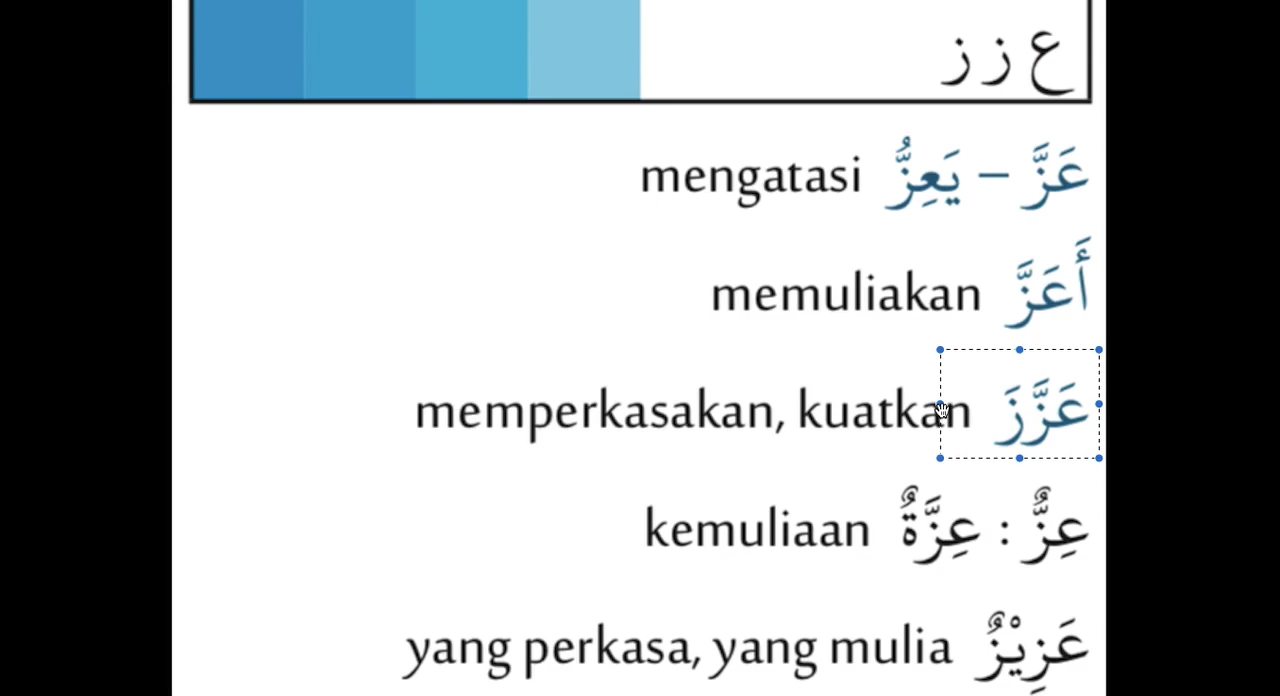 ع ز ز
عَزَّ – يَعِزُّ mengatasi
أَعَزَّ memuliakan
عَزَّزَ memperkasakan, kuatkan
عِزٌّ : عِزَّةٌ kemuliaan
عَزِيْزٌ yang perkasa, yang mulia